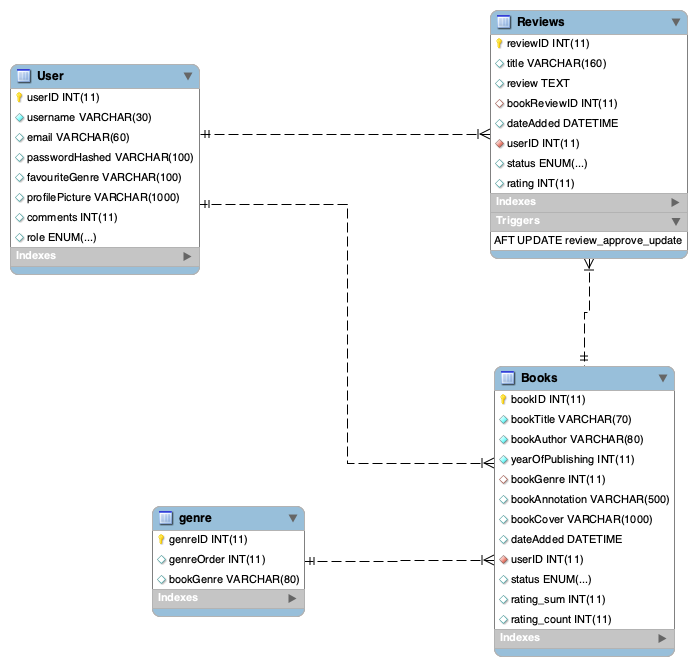 User
userID INT(11)
username VARCHAR(30)
email VARCHAR(60)
passwordHashed VARCHAR(100)
favouriteGenre VARCHAR(100)
profilePicture VARCHAR(1000)
comments INT(11)
role ENUM(...)
Indexes
Reviews
reviewID INT(11)
title VARCHAR(160)
review TEXT
bookReviewID INT(11)
dateAdded DATETIME
userID INT(11)
status ENUM(...)
rating INT(11)
Indexes
Triggers
AFT UPDATE review_approve_update
genre
genreID INT(11)
genreOrder INT(11)
bookGenre VARCHAR(80)
Indexes
Books
bookID INT(11)
bookTitle VARCHAR(70)
bookAuthor VARCHAR(80)
yearOfPublishing INT(11)
bookGenre INT(11)
bookAnnotation VARCHAR(500)
bookCover VARCHAR(1000)
dateAdded DATETIME
userID INT(11)
status ENUM(...)
rating_sum INT(11)
rating_count INT(11)
Indexes